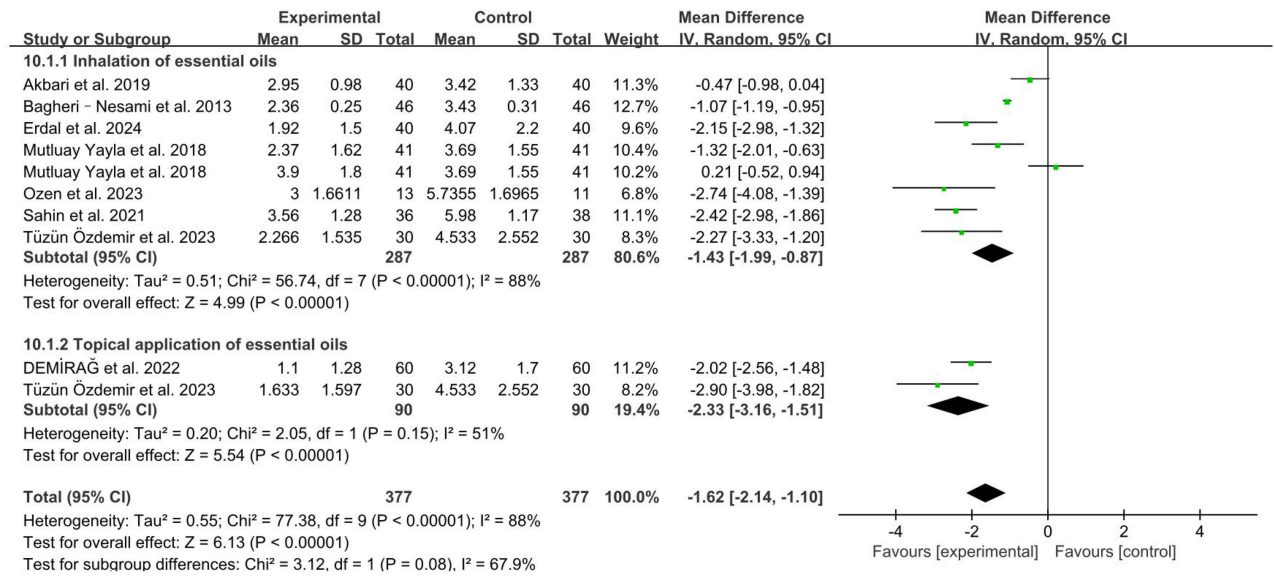 Experimental Control Mean Difference Mean Difference
Study or Subgroup Mean SD Total Mean SD Total Weight IV, Random, 95% CI IV, Random, 95% CI
10.1.1 Inhalation of essential oils
Akbari et al. 2019 2.95 0.98 40 3.42 1.33 40 11.3% -0.47 [-0.98, 0.04]
Bagheri–Nesami et al. 2013 2.36 0.25 46 3.43 0.31 46 12.7% -1.07 [-1.19, -0.95]
Erdal et al. 2024 1.92 1.5 40 4.07 2.2 40 9.6% -2.15 [-2.98, -1.32]
Mutluay Yayla et al. 2018 2.37 1.62 41 3.69 1.55 41 10.4% -1.32 [-2.01, -0.63]
Mutluay Yayla et al. 2018 3.9 1.8 41 3.69 1.55 41 10.2% 0.21 [-0.52, 0.94]
Ozen et al. 2023 3 1.6611 13 5.7355 1.6965 11 6.8% -2.74 [-4.08, -1.39]
Sahin et al. 2021 3.56 1.28 36 5.98 1.17 38 11.1% -2.42 [-2.98, -1.86]
Tüzün Özdemir et al. 2023 2.266 1.535 30 4.533 2.552 30 8.3% -2.27 [-3.33, -1.20]
Subtotal (95% CI) 287 287 80.6% -1.43 [-1.99, -0.87]
Heterogeneity: Tau² = 0.51; Chi² = 56.74, df = 7 (P < 0.00001); I² = 88%
Test for overall effect: Z = 4.99 (P < 0.00001)
10.1.2 Topical application of essential oils
DEMİRAĞ et al. 2022 1.1 1.28 60 3.12 1.7 60 11.2% -2.02 [-2.56, -1.48]
Tüzün Özdemir et al. 2023 1.633 1.597 30 4.533 2.552 30 8.2% -2.90 [-3.98, -1.82]
Subtotal (95% CI) 90 90 19.4% -2.33 [-3.16, -1.51]
Heterogeneity: Tau² = 0.20; Chi² = 2.05, df = 1 (P = 0.15); I² = 51%
Test for overall effect: Z = 5.54 (P < 0.00001)
Total (95% CI) 377 377 100.0% -1.62 [-2.14, -1.10]
Heterogeneity: Tau² = 0.55; Chi² = 77.38, df = 9 (P < 0.00001); I² = 88%
Test for overall effect: Z = 6.13 (P < 0.00001)
Test for subgroup differences: Chi² = 3.12, df = 1 (P = 0.08), I² = 67.9%
-4 -2 0 2 4
Favours [experimental] Favours [control]